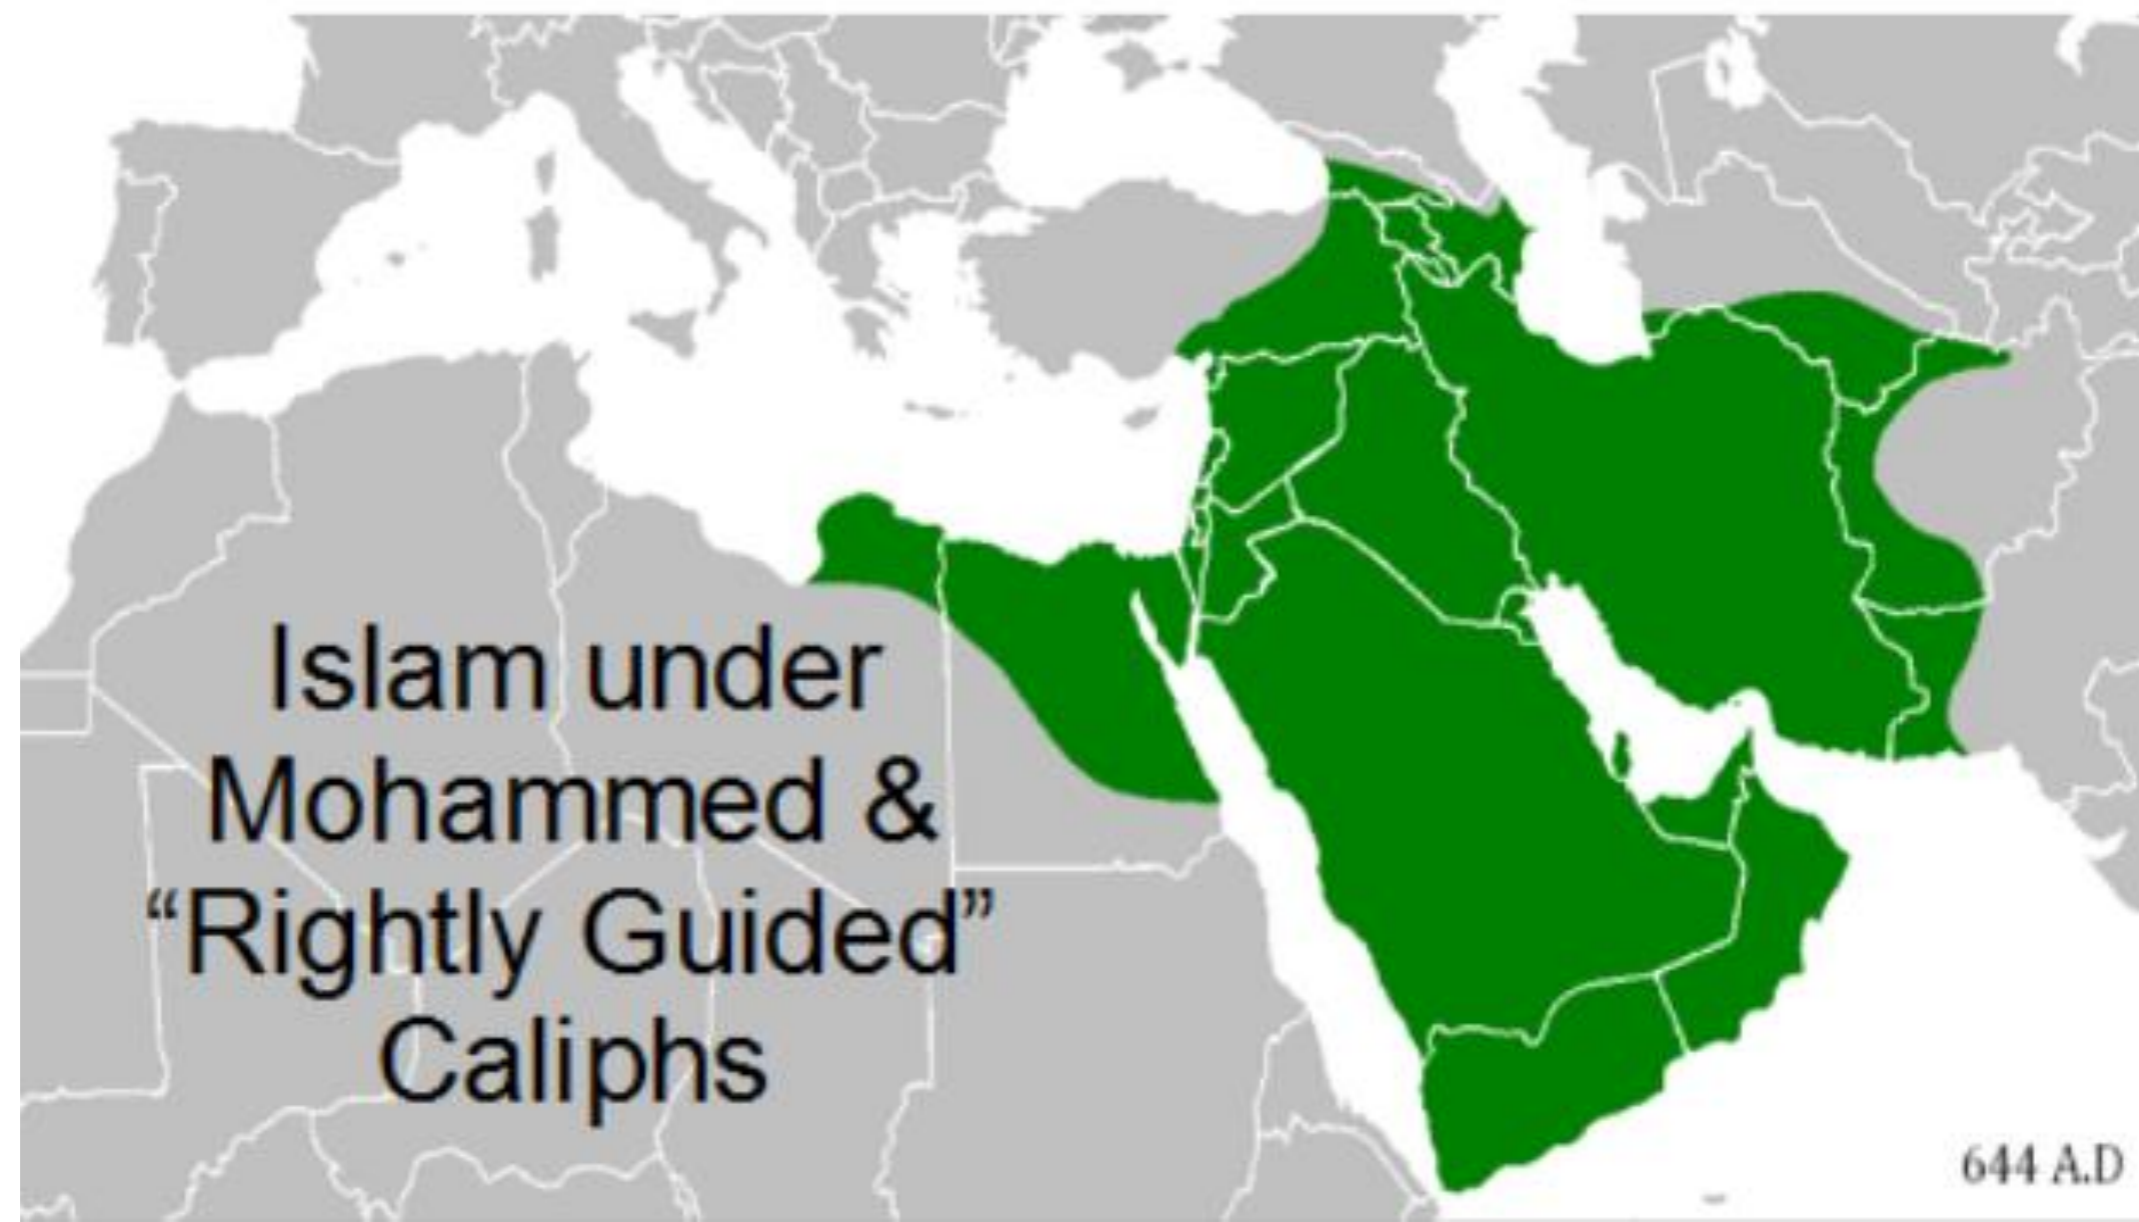 Islam under
Mohammed &
“Rightly Guided”
Caliphs
644 A.D